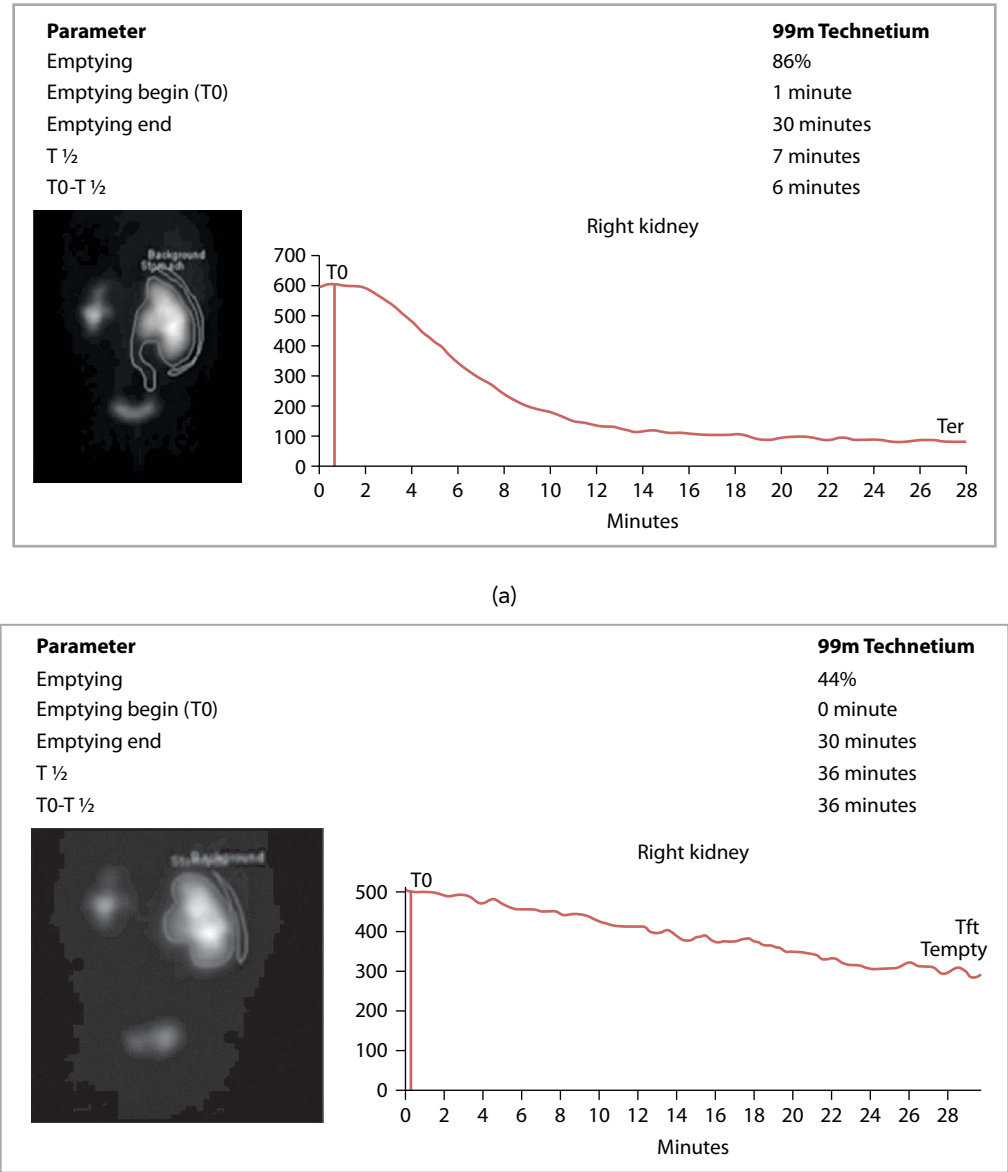 Parameter 99m Technetium
Emptying 86%
Emptying begin (T0) 1 minute
Emptying end 30 minutes
T ½ 7 minutes
T0-T ½ 6 minutes
Background
Stomach
Right kidney
700
600
500
400
300
200
100
0
T0
Ter
0 2 4 6 8 10 12 14 16 18 20 22 24 26 28
Minutes
(a)
Parameter 99m Technetium
Emptying 44%
Emptying begin (T0) 0 minute
Emptying end 30 minutes
T ½ 36 minutes
T0-T ½ 36 minutes
Background
Right kidney
500
400
300
200
100
0
T0
Tft
Tempty
0 2 4 6 8 10 12 14 16 18 20 22 24 26 28
Minutes